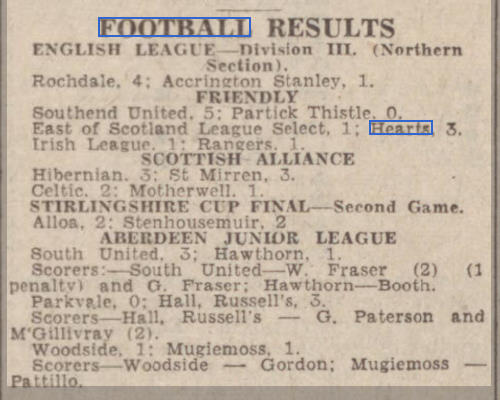 FOOTBALL RESULTS
ENGLISH LEAGUE—Division III. (Northern
Section).
Rochdale, 4; Accrington Stanley, 1.
FRIENDLY
Southend United, 5; Partick Thistle, 0.
East of Scotland League Select, 1; Hearts, 3.
Irish League, 1; Rangers, 1.
SCOTTISH ALLIANCE
Hibernian, 3; St Mirren, 3.
Celtic, 2; Motherwell, 1.
STIRLINGSHIRE CUP FINAL—Second Game.
Alloa, 2; Stenhousemuir, 2
ABERDEEN JUNIOR LEAGUE
South United, 3; Hawthorn, 1.
Scorers:—South United—W. Fraser (2) (1
penalty) and G. Fraser; Hawthorn—Booth.
Parkvale, 0; Hall, Russell's, 3.
Scorers—Hall, Russell's — G. Paterson and
M'Gillivray (2).
Woodside, 1; Mugiemoss, 1.
Scorers—Woodside — Gordon; Mugiemoss —
Pattillo.